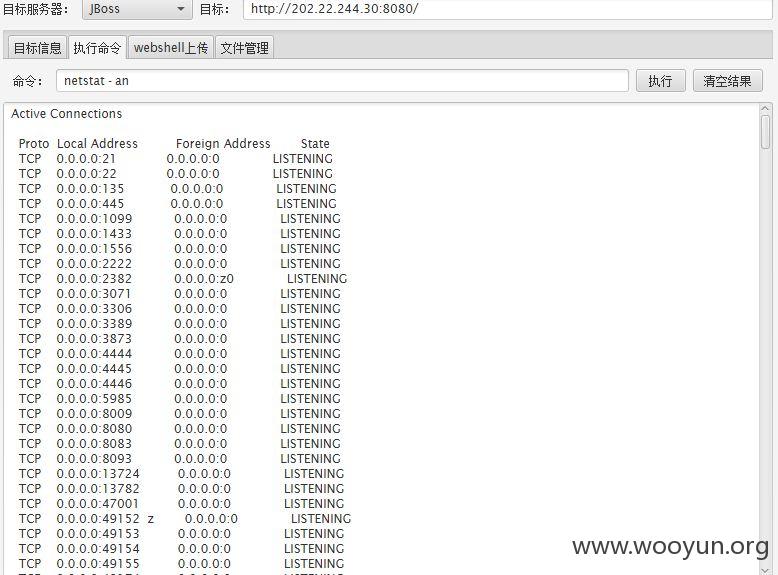 目标服务器： JBoss 目标： http://202.22.244.30:8080/
目标信息 执行命令 webshell上传 文件管理
命令： netstat - an 执行 清空结果
Active Connections
Proto Local Address Foreign Address State
TCP 0.0.0.0:21 0.0.0.0:0 LISTENING
TCP 0.0.0.0:22 0.0.0.0:0 LISTENING
TCP 0.0.0.0:135 0.0.0.0:0 LISTENING
TCP 0.0.0.0:445 0.0.0.0:0 LISTENING
TCP 0.0.0.0:1099 0.0.0.0:0 LISTENING
TCP 0.0.0.0:1433 0.0.0.0:0 LISTENING
TCP 0.0.0.0:1556 0.0.0.0:0 LISTENING
TCP 0.0.0.0:2222 0.0.0.0:0 LISTENING
TCP 0.0.0.0:2382 0.0.0.0:z0 LISTENING
TCP 0.0.0.0:3071 0.0.0.0:0 LISTENING
TCP 0.0.0.0:3306 0.0.0.0:0 LISTENING
TCP 0.0.0.0:3389 0.0.0.0:0 LISTENING
TCP 0.0.0.0:3873 0.0.0.0:0 LISTENING
TCP 0.0.0.0:4444 0.0.0.0:0 LISTENING
TCP 0.0.0.0:4445 0.0.0.0:0 LISTENING
TCP 0.0.0.0:4446 0.0.0.0:0 LISTENING
TCP 0.0.0.0:5985 0.0.0.0:0 LISTENING
TCP 0.0.0.0:8009 0.0.0.0:0 LISTENING
TCP 0.0.0.0:8080 0.0.0.0:0 LISTENING
TCP 0.0.0.0:8083 0.0.0.0:0 LISTENING
TCP 0.0.0.0:8093 0.0.0.0:0 LISTENING
TCP 0.0.0.0:13724 0.0.0.0:0 LISTENING
TCP 0.0.0.0:13782 0.0.0.0:0 LISTENING
TCP 0.0.0.0:47001 0.0.0.0:0 LISTENING
TCP 0.0.0.0:49152 z 0.0.0.0:0 LISTENING
TCP 0.0.0.0:49153 0.0.0.0:0 LISTENING
TCP 0.0.0.0:49154 0.0.0.0:0 LISTENING
TCP 0.0.0.0:49155 0.0.0.0:0 LISTENING
www.wooyun.org